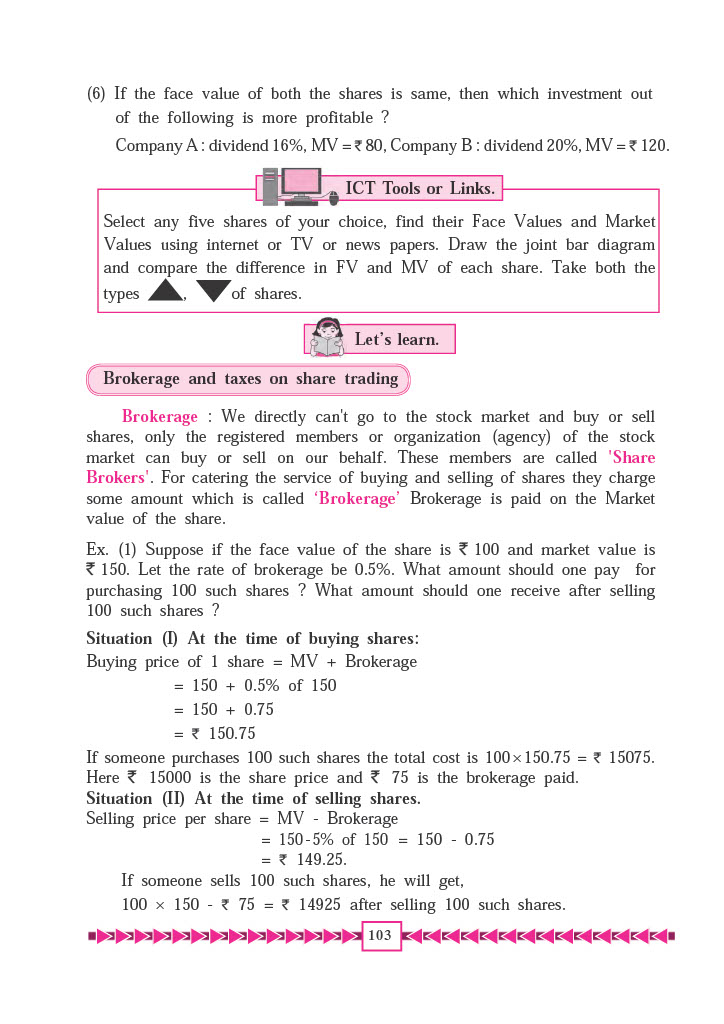 (6) If the face value of both the shares is same, then which investment out
of the following is more profitable ?
Company A : dividend 16%, MV = ₹ 80, Company B : dividend 20%, MV = ₹ 120.
ICT Tools or Links.
Select any five shares of your choice, find their Face Values and Market
Values using internet or TV or news papers. Draw the joint bar diagram
and compare the difference in FV and MV of each share. Take both the
types ▲, ▼ of shares.
Let's learn.
Brokerage and taxes on share trading
Brokerage : We directly can't go to the stock market and buy or sell
shares, only the registered members or organization (agency) of the stock
market can buy or sell on our behalf. These members are called 'Share
Brokers'. For catering the service of buying and selling of shares they charge
some amount which is called ‘Brokerage’ Brokerage is paid on the Market
value of the share.
Ex. (1) Suppose if the face value of the share is ₹ 100 and market value is
₹ 150. Let the rate of brokerage be 0.5%. What amount should one pay for
purchasing 100 such shares ? What amount should one receive after selling
100 such shares ?
Situation (I) At the time of buying shares:
Buying price of 1 share = MV + Brokerage
= 150 + 0.5% of 150
= 150 + 0.75
= ₹ 150.75
If someone purchases 100 such shares the total cost is 100×150.75 = ₹ 15075.
Here ₹ 15000 is the share price and ₹ 75 is the brokerage paid.
Situation (II) At the time of selling shares.
Selling price per share = MV - Brokerage
= 150-5% of 150 = 150 - 0.75
= ₹ 149.25.
If someone sells 100 such shares, he will get,
100 × 150 - ₹ 75 = ₹ 14925 after selling 100 such shares.
103